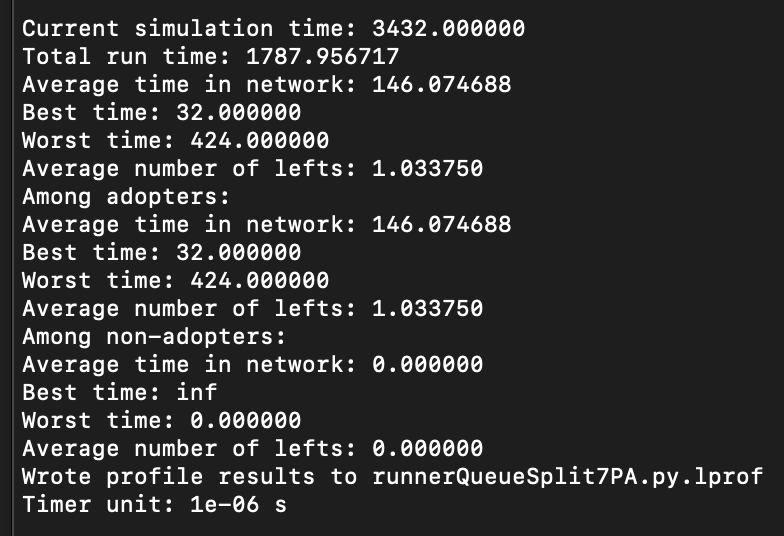 Current simulation time: 3432.000000
Total run time: 1787.956717
Average time in network: 146.074688
Best time: 32.000000
Worst time: 424.000000
Average number of lefts: 1.033750
Among adopters:
Average time in network: 146.074688
Best time: 32.000000
Worst time: 424.000000
Average number of lefts: 1.033750
Among non-adopters:
Average time in network: 0.000000
Best time: inf
Worst time: 0.000000
Average number of lefts: 0.000000
Wrote profile results to runnerQueueSplit7PA.py.lprof
Timer unit: 1e-06 s